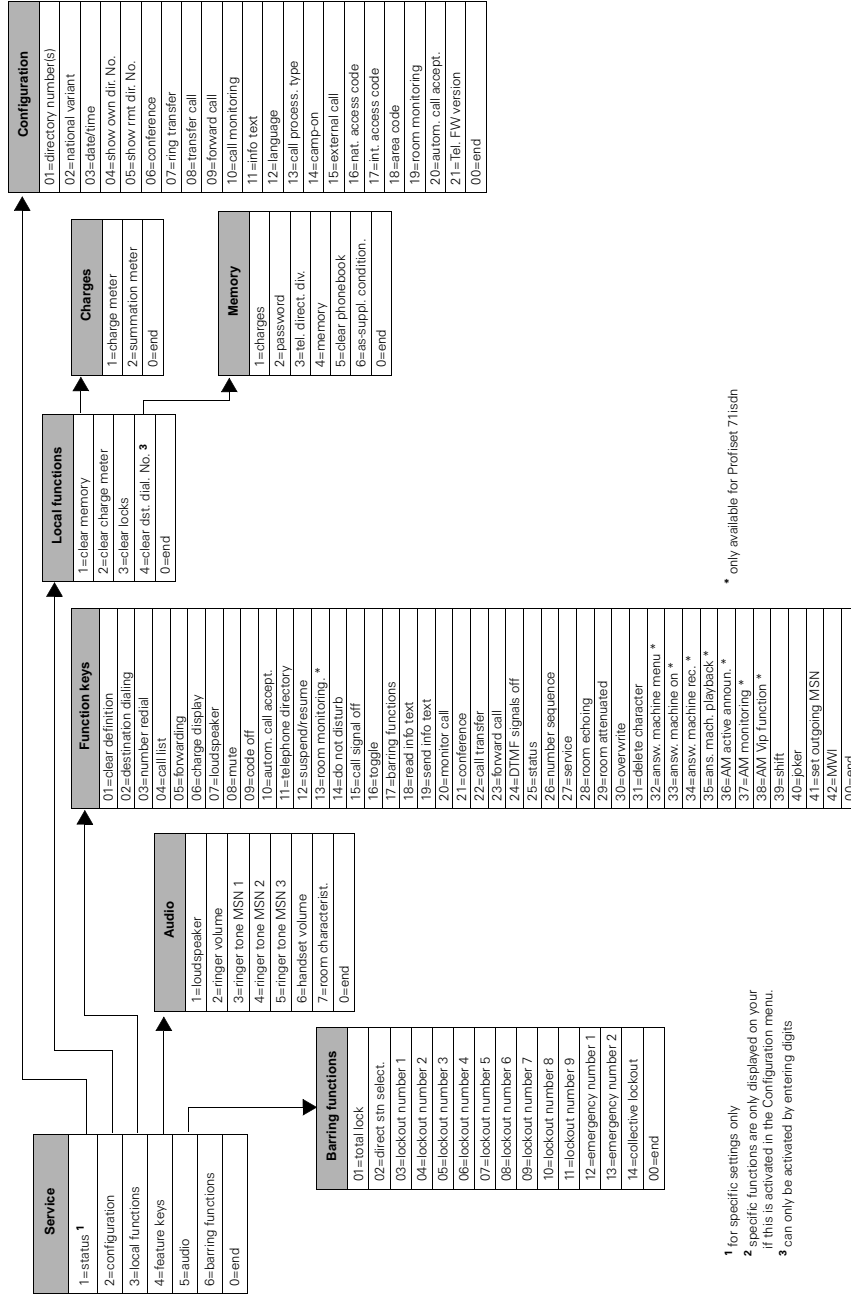 Service
1=status 1
2=configuration
3=local functions
4=feature keys
5=audio
6=barring functions
0=end
Barring functions
01=total lock
02=direct stn select.
03=lockout number 1
04=lockout number 2
05=lockout number 3
06=lockout number 4
07=lockout number 5
08=lockout number 6
09=lockout number 7
10=lockout number 8
11=lockout number 9
12=emergency number 1
13=emergency number 2
14=collective lockout
00=end
Audio
1=loudspeaker
2=ringer volume
3=ringer tone MSN 1
4=ringer tone MSN 2
5=ringer tone MSN 3
6=handset volume
7=room characterist.
0=end
Function keys
01=clear definition
02=destination dialing
03=number redial
04=call list
05=forwarding
06=charge display
07=loudspeaker
08=mute
09=code off
10=autom. call accept.
11=telephone directory
12=suspend/resume
13=room monitoring. *
14=do not disturb
15=call signal off
16=toggle
17=barring functions
18=read info text
19=send info text
20=monitor call
21=conference
22=call transfer
23=forward call
24=DTMF signals off
25=status
26=number sequence
27=service
28=room echoing
29=room attenuated
30=overwrite
31=delete character
32=answ. machine menu *
33=answ. machine on *
34=answ. machine rec. *
35=ans. mach. playback *
36=AM active announ. *
37=AM monitoring *
38=AM Vip function *
39=shift
40=joker
41=set outgoing MSN
42=MWI
00=end
Local functions
1=clear memory
2=clear charge meter
3=clear locks
4=clear dst. dial. No. 3
0=end
Charges
1=charge meter
2=summation meter
0=end
Memory
1=charges
2=password
3=tel. direct. div.
4=memory
5=clear phonebook
6=as-suppl. condition.
0=end
Configuration
01=directory number(s)
02=national variant
03=date/time
04=show own dir. No.
05=show rmt dir. No.
06=conference
07=ring transfer
08=transfer call
09=forward call
10=call monitoring
11=info text
12=language
13=call process. type
14=camp-on
15=external call
16=nat. access code
17=int. access code
18=area code
19=room monitoring
20=autom. call accept.
21=Tel. FW version
00=end
1 for specific settings only
2 specific functions are only displayed on your
if this is activated in the Configuration menu.
3 can only be activated by entering digits
* only available for Profiset 71isdn